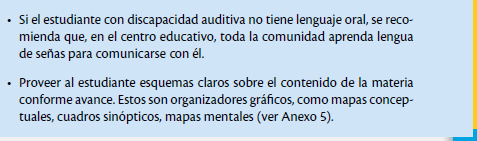 • Si el estudiante con discapacidad auditiva no tiene lenguaje oral, se reco-
mienda que, en el centro educativo, toda la comunidad aprenda lengua
de señas para comunicarse con él.
• Proveer al estudiante esquemas claros sobre el contenido de la materia
conforme avance. Estos son organizadores gráficos, como mapas concep-
tuales, cuadros sinópticos, mapas mentales (ver Anexo 5).